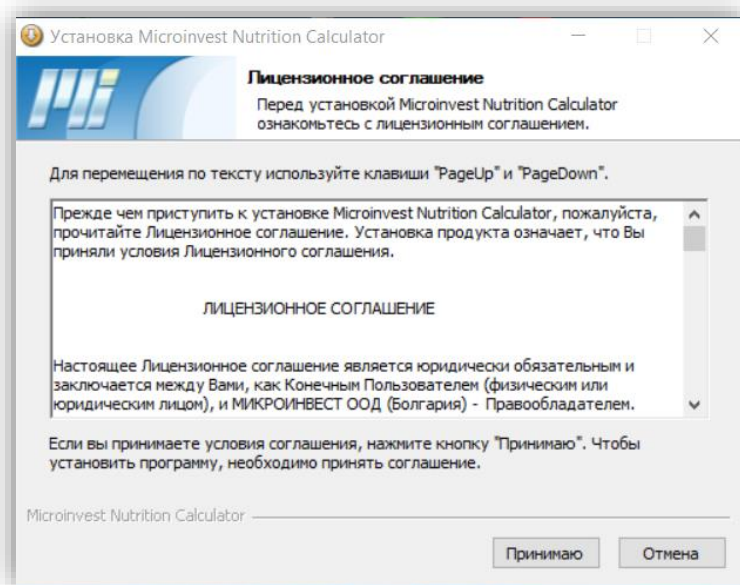 Установка Microinvest Nutrition Calculator
Лицензионное соглашение
Перед установкой Microinvest Nutrition Calculator
ознакомьтесь с лицензионным соглашением.
Для перемещения по тексту используйте клавиши "PageUp" и "PageDown".
Прежде чем приступить к установке Microinvest Nutrition Calculator, пожалуйста,
прочитайте Лицензионное соглашение. Установка продукта означает, что Вы
приняли условия Лицензионного соглашения.
ЛИЦЕНЗИОННОЕ СОГЛАШЕНИЕ
Настоящее Лицензионное соглашение является юридически обязательным и
заключается между Вами, как Конечным Пользователем (физическим или
юридическим лицом), и МИКРОИНВЕСТ ООД (Болгария) - Правообладателем.
Если вы принимаете условия соглашения, нажмите кнопку "Принимаю". Чтобы
установить программу, необходимо принять соглашение.
Microinvest Nutrition Calculator
Принимаю
Отмена